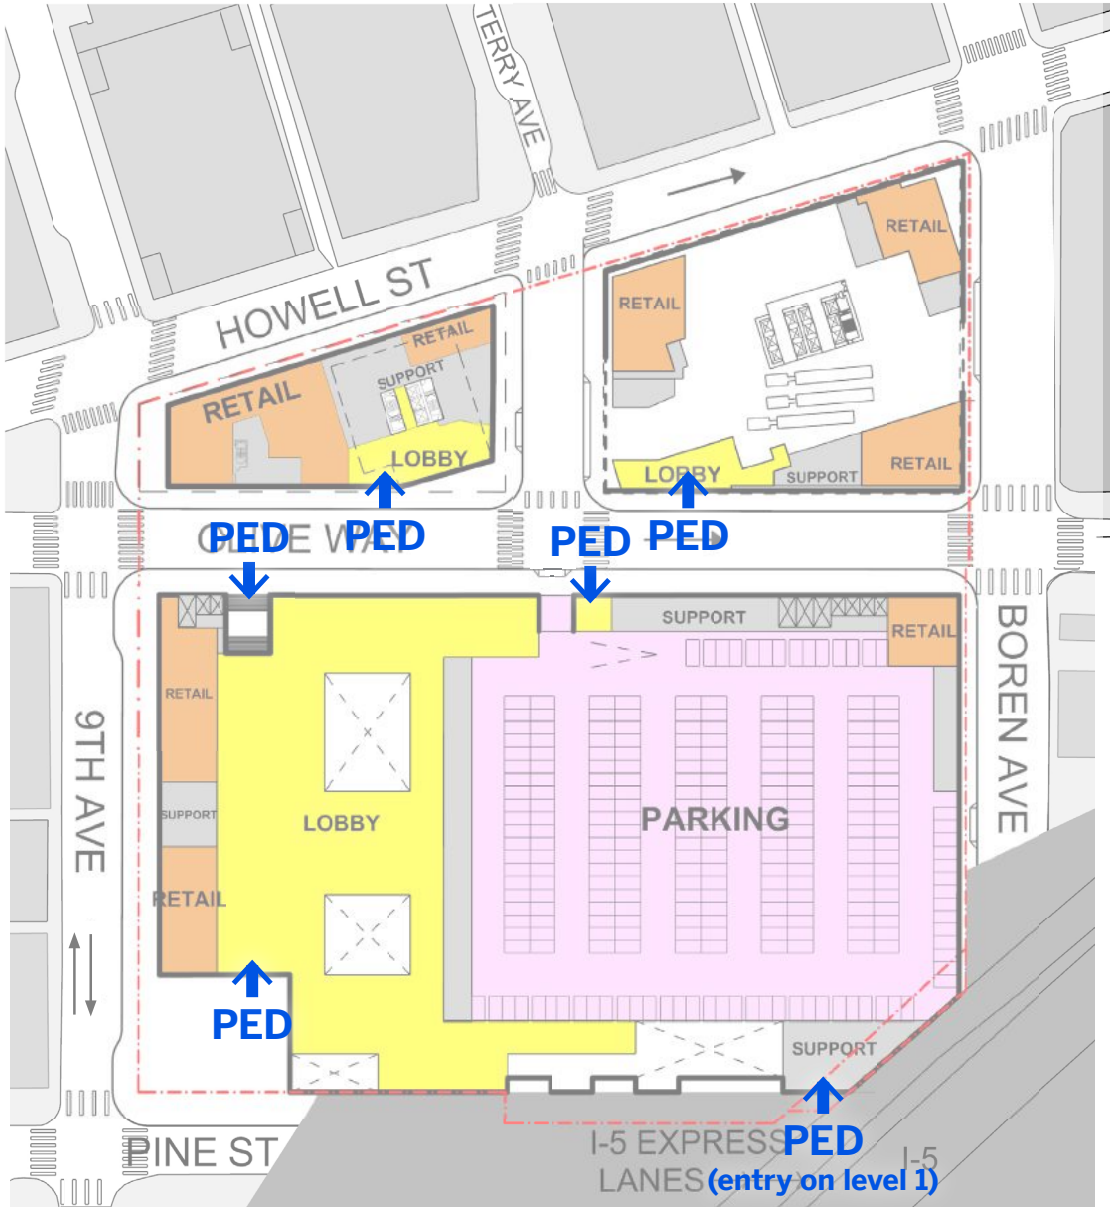 TERRY AVE
HOWELL ST
RETAIL
RETAIL
RETAIL
SUPPORT
RETAIL
LOBBY
LOBBY
SUPPORT
RETAIL
PED
PED
PED
PED
OLIVE WAY
SUPPORT
RETAIL
RETAIL
9TH AVE
BOREN AVE
SUPPORT
LOBBY
PARKING
RETAIL
PED
SUPPORT
PINE ST
I-5 EXPRESS
LANES
PED
(entry on level 1)
I-5